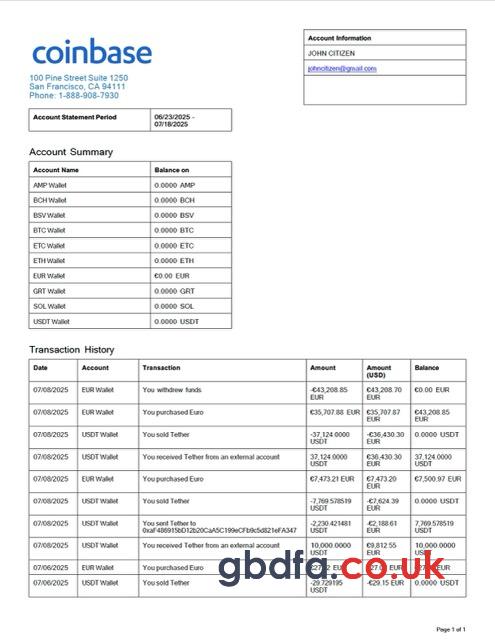 coinbase
100 Pine Street Suite 1250
San Francisco, CA 94111
Phone: 1-888-908-7930
Account Information
JOHN CITIZEN
johncitizen@gmail.com
Account Statement Period 06/23/2025 -
07/18/2025
Account Summary
Account Name Balance on
AMP Wallet 0.0000 AMP
BCH Wallet 0.0000 BCH
BSV Wallet 0.0000 BSV
BTC Wallet 0.0000 BTC
ETC Wallet 0.0000 ETC
ETH Wallet 0.0000 ETH
EUR Wallet €0.00 EUR
GRT Wallet 0.0000 GRT
SOL Wallet 0.0000 SOL
USDT Wallet 0.0000 USDT
Transaction History
Date Account Transaction Amount Amount Balance
(USD)
07/08/2025 EUR Wallet You withdrew funds -€43,208.85 €43,208.70 €0.00 EUR
EUR EUR
07/08/2025 EUR Wallet You purchased Euro €35,707.88 EUR €35,707.87 €43,208.85
EUR EUR
07/08/2025 USDT Wallet You sold Tether -37,124.0000 -€36,430.30 0.0000 USDT
USDT EUR
07/08/2025 USDT Wallet You received Tether from an external account 37,124.0000 €36,430.30 37,124.0000
USDT EUR USDT
07/08/2025 EUR Wallet You purchased Euro €7,473.21 EUR €7,473.20 €7,500.97 EUR
EUR
07/08/2025 USDT Wallet You sold Tether -7,769.578519 -€7,624.39 0.0000 USDT
USDT EUR
07/08/2025 USDT Wallet You sent Tether to -2,230.421481 -€2,188.61 7,769.578519
0xaF486915bD12b20CaA5C199eCFb9c5d821eFA347 USDT EUR USDT
07/08/2025 USDT Wallet You received Tether from an external account 10,000.0000 €9,812.55 10,000.0000
USDT EUR USDT
07/06/2025 EUR Wallet You purchased Euro EUR EUR EUR
07/06/2025 USDT Wallet You sold Tether -29.729195 -€29.15 EUR 0.0000 USDT
USDT
gbdfa.co.uk
Page 1 of 1